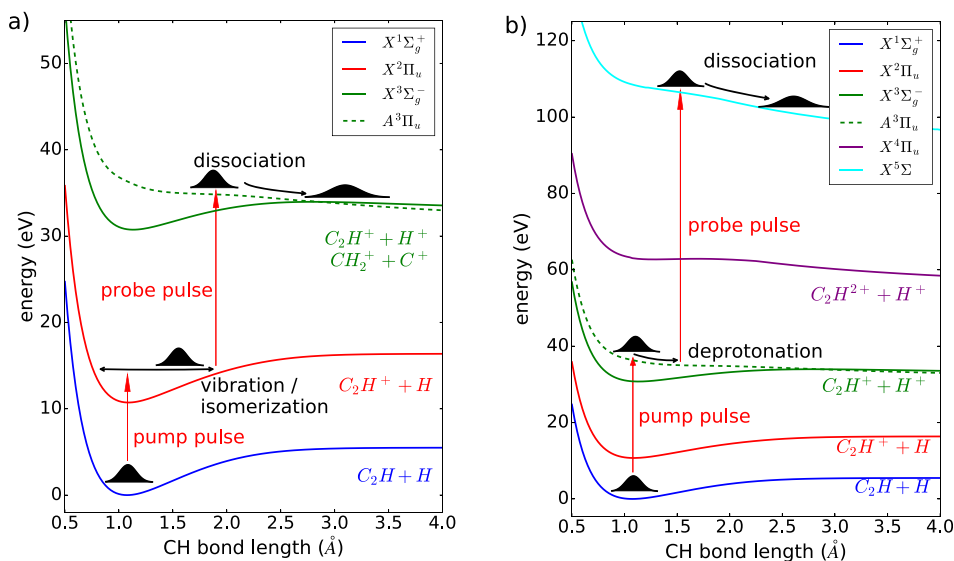 a)
energy (eV)
50
40
30
20
10
0
0.5 1.0 1.5 2.0 2.5 3.0 3.5 4.0
CH bond length (Å)
X¹Σg⁺
X²Πu
X³Σg⁻
A³Πu
dissociation
C₂H⁺ + H⁺
CH₂⁺ + C⁺
probe pulse
C₂H⁺ + H
vibration /
isomerization
pump pulse
C₂H + H
b)
energy (eV)
120
100
80
60
40
20
0
0.5 1.0 1.5 2.0 2.5 3.0 3.5 4.0
CH bond length (Å)
X¹Σg⁺
X²Πu
X³Σg⁻
A³Πu
X⁴Πu
X⁵Σ
dissociation
probe pulse
C₂H²⁺ + H⁺
deprotonation
C₂H⁺ + H⁺
pump pulse
C₂H⁺ + H
C₂H + H